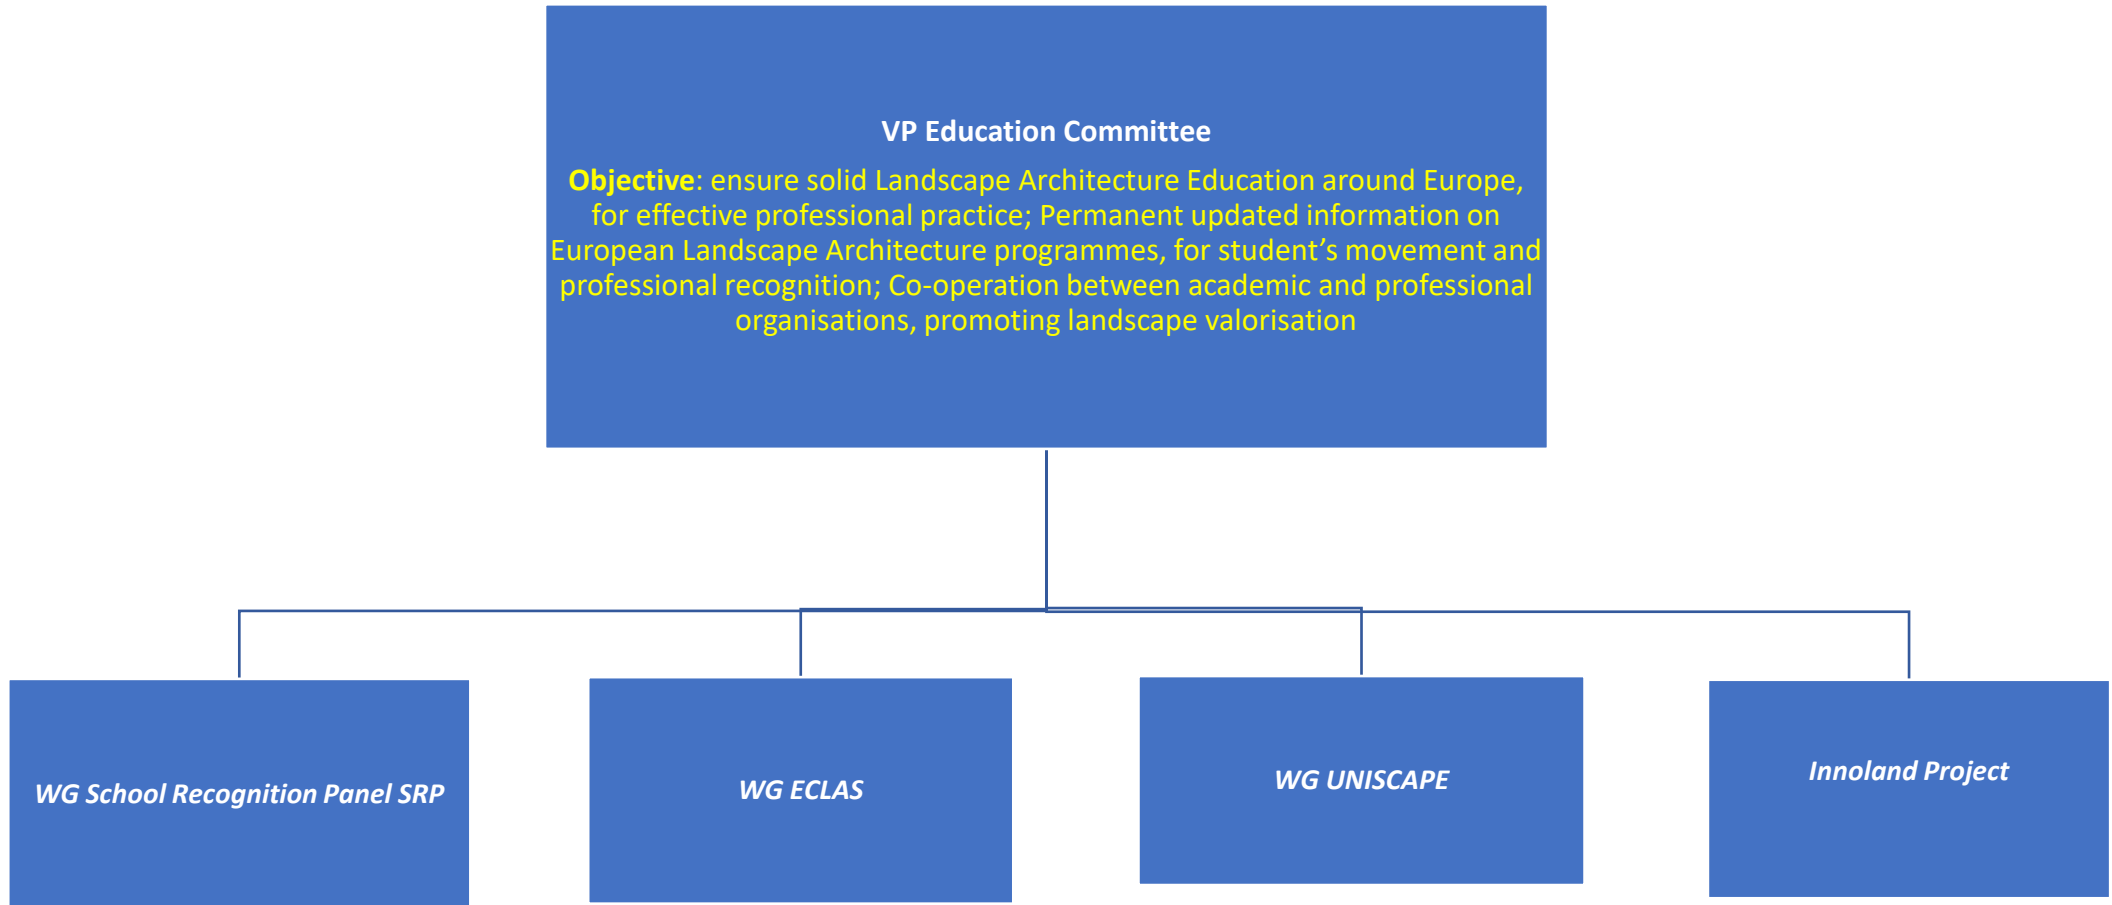 VP Education Committee
Objective: ensure solid Landscape Architecture Education around Europe,
for effective professional practice; Permanent updated information on
European Landscape Architecture programmes, for student’s movement and
professional recognition; Co-operation between academic and professional
organisations, promoting landscape valorisation
WG School Recognition Panel SRP
WG ECLAS
WG UNISCAPE
Innoland Project